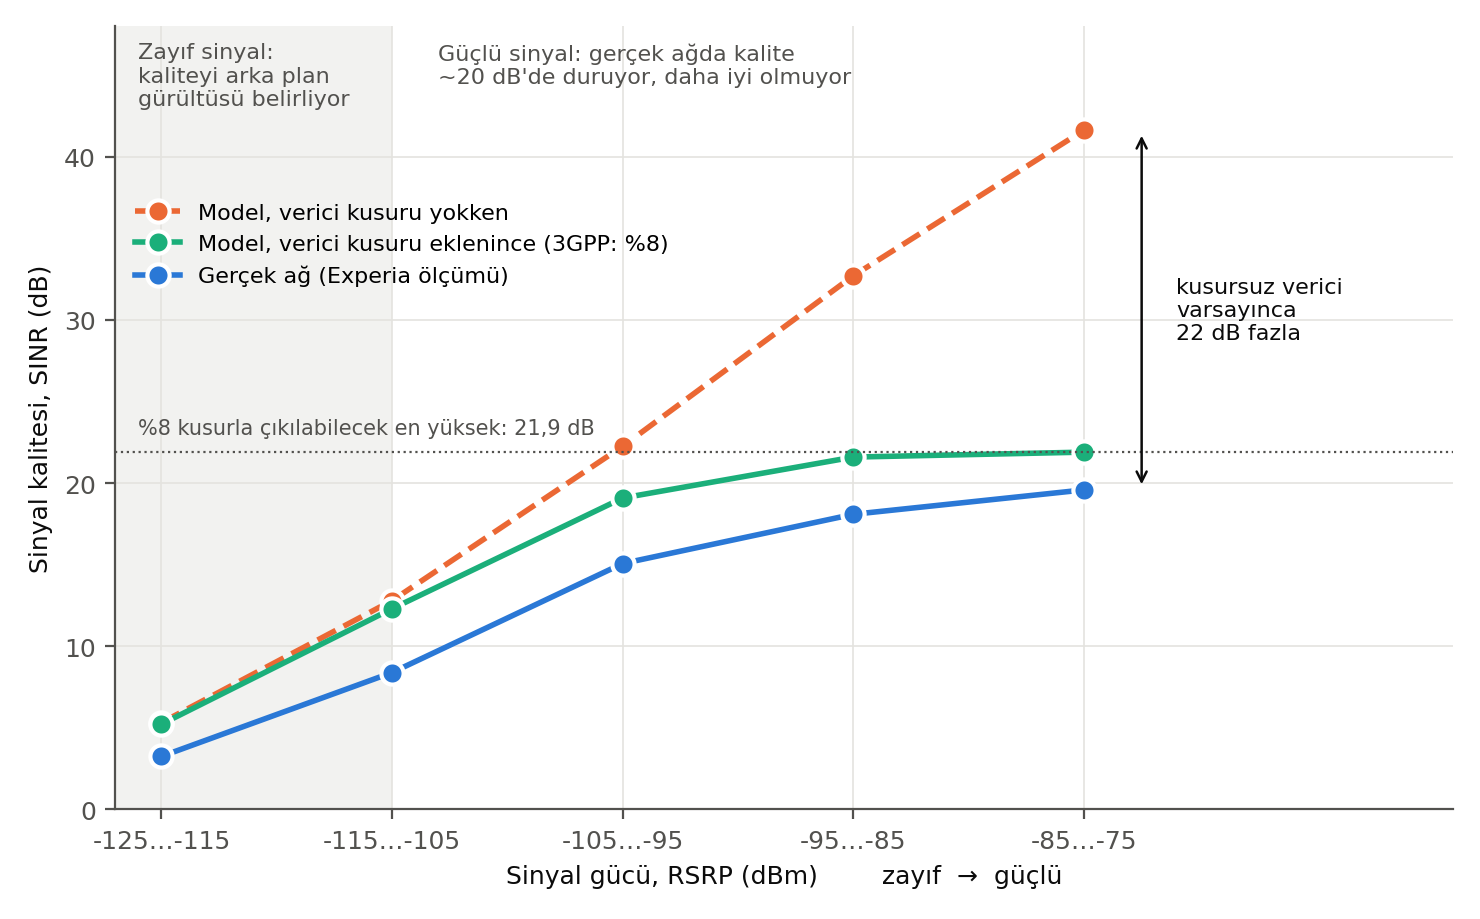 Zayıf sinyal:
kaliteyi arka plan
gürültüsü belirliyor
Güçlü sinyal: gerçek ağda kalite
~20 dB'de duruyor, daha iyi olmuyor
Model, verici kusuru yokken
Model, verici kusuru eklenince (3GPP: %8)
Gerçek ağ (Experia ölçümü)
kusursuz verici
varsayınca
22 dB fazla
%8 kusurla çıkılabilecek en yüksek: 21,9 dB
Sinyal kalitesi, SINR (dB)
40
30
20
10
0
-125…-115
-115…-105
-105…-95
-95…-85
-85…-75
Sinyal gücü, RSRP (dBm) zayıf → güçlü